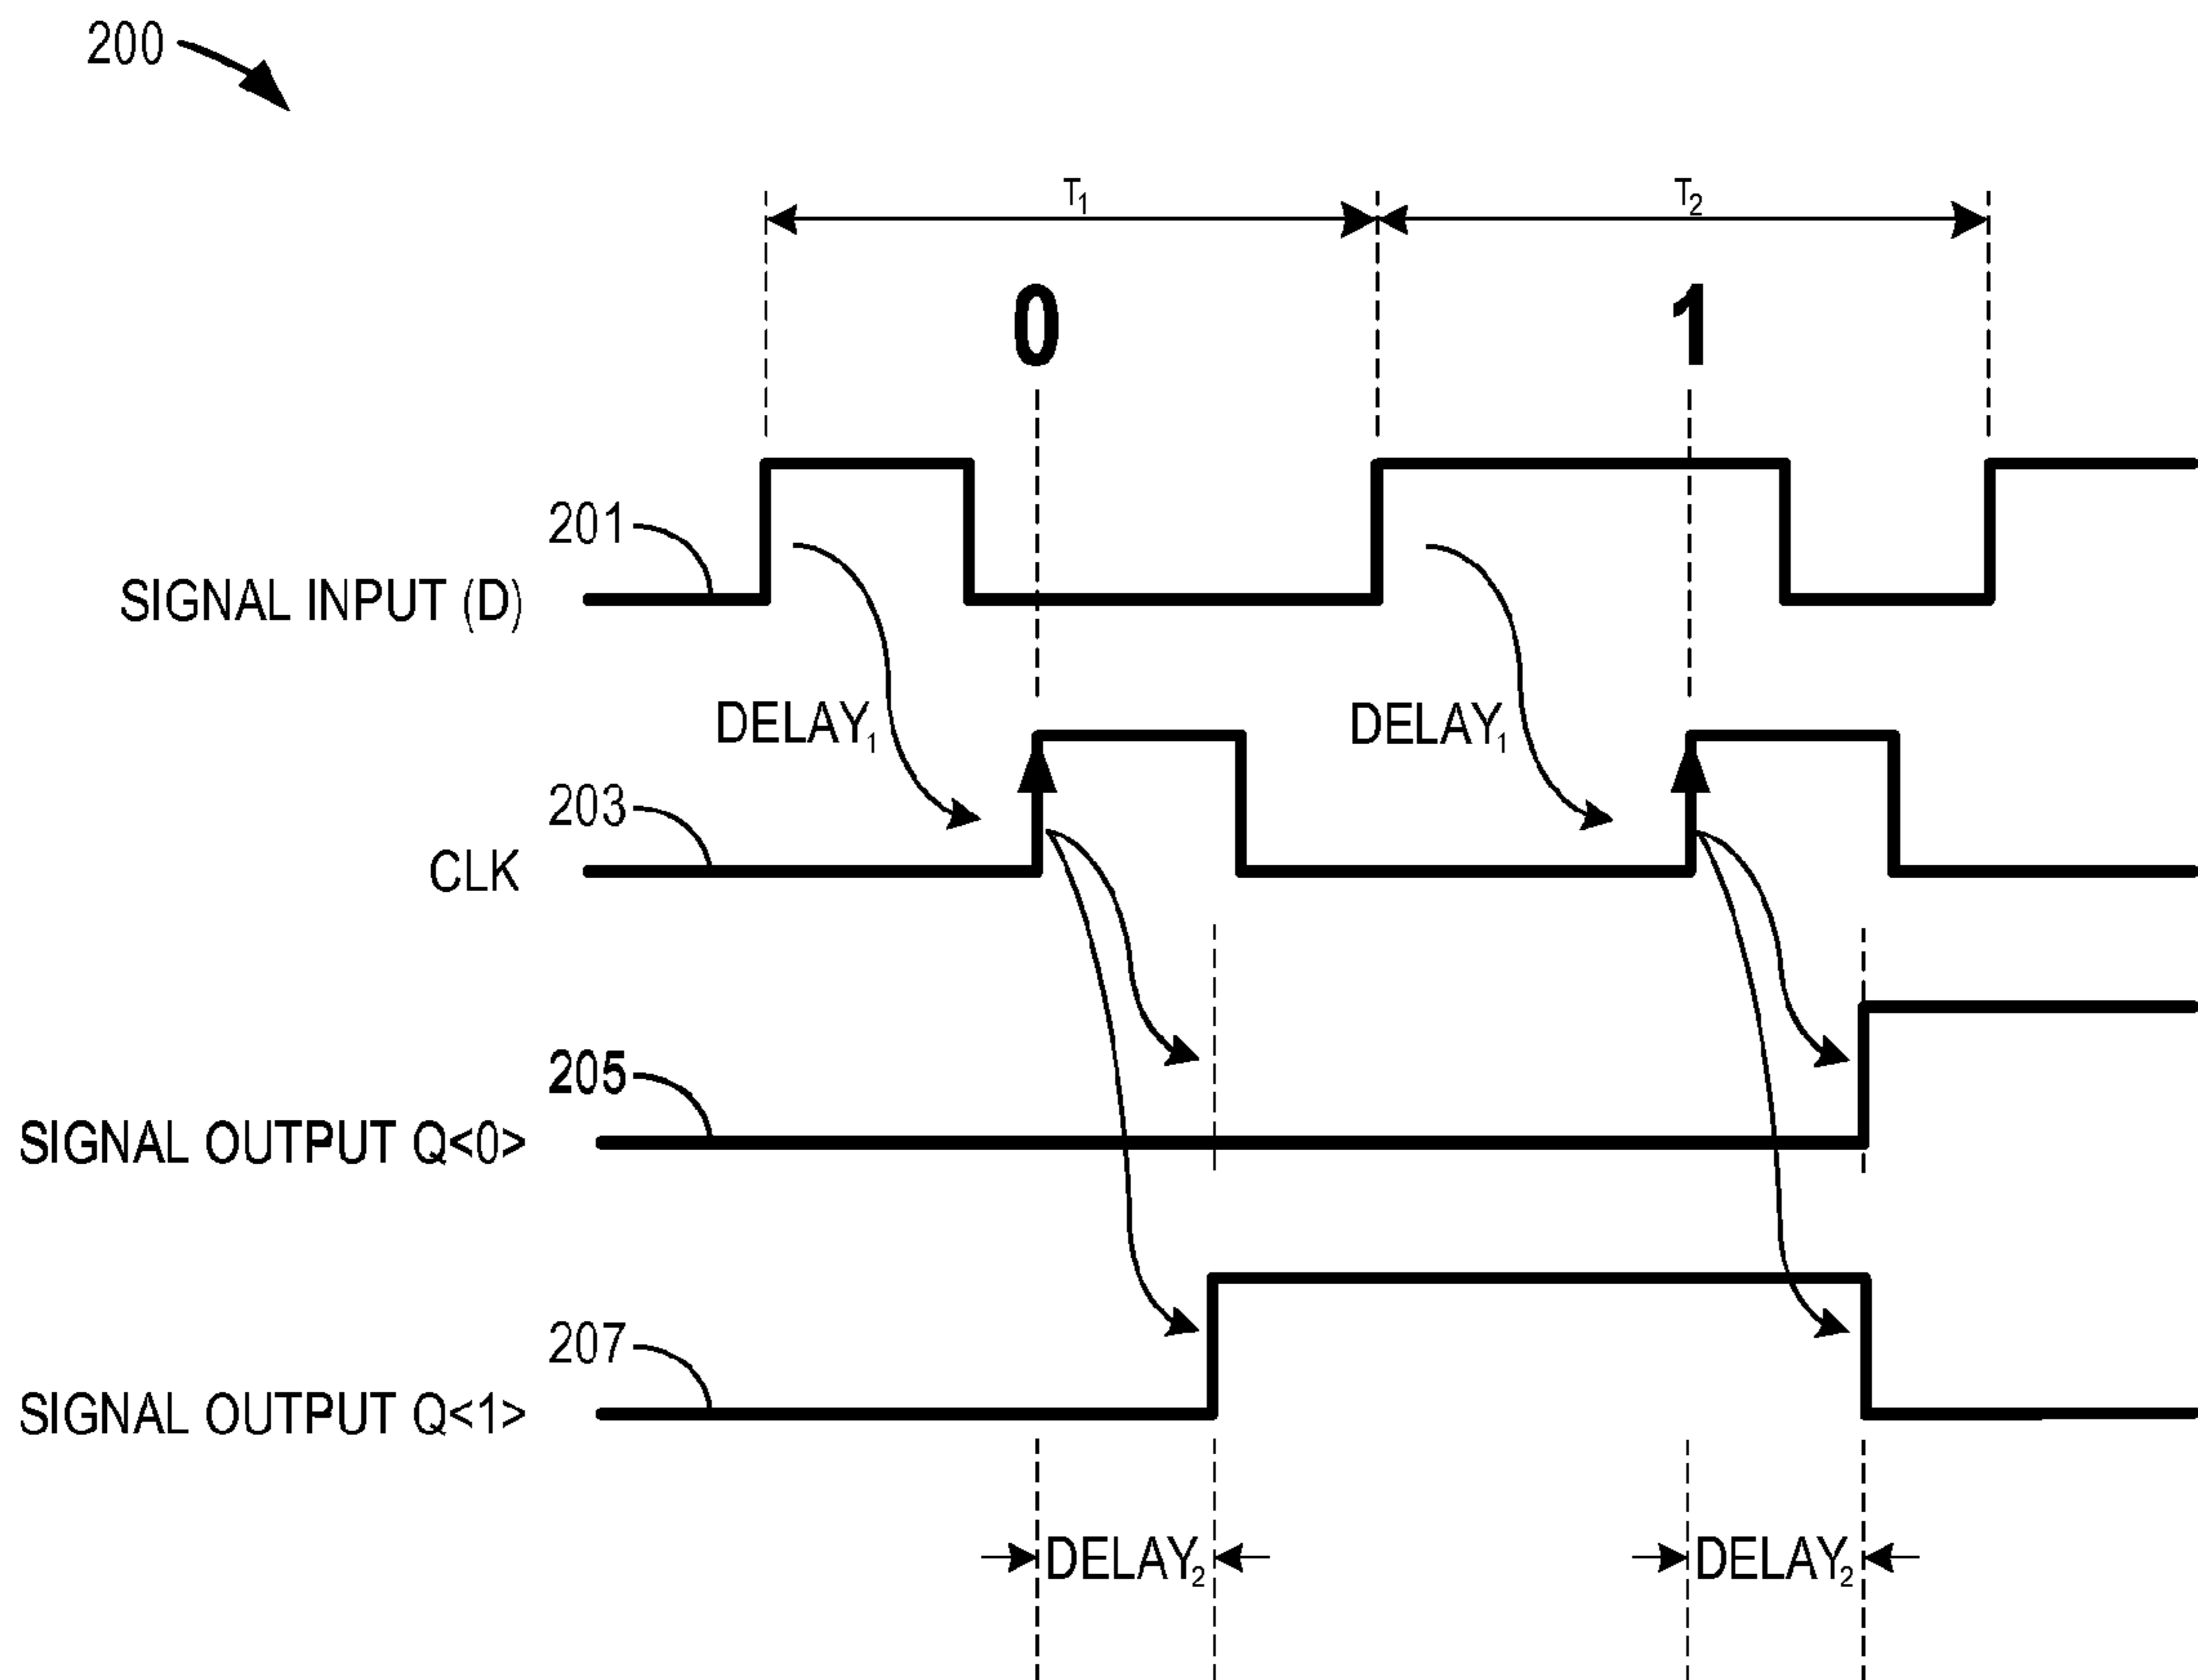 200
T₁ T₂
0 1
201
SIGNAL INPUT (D)
DELAY₁ DELAY₁
203
CLK
205
SIGNAL OUTPUT Q<0>
207
SIGNAL OUTPUT Q<1>
DELAY₂ DELAY₂